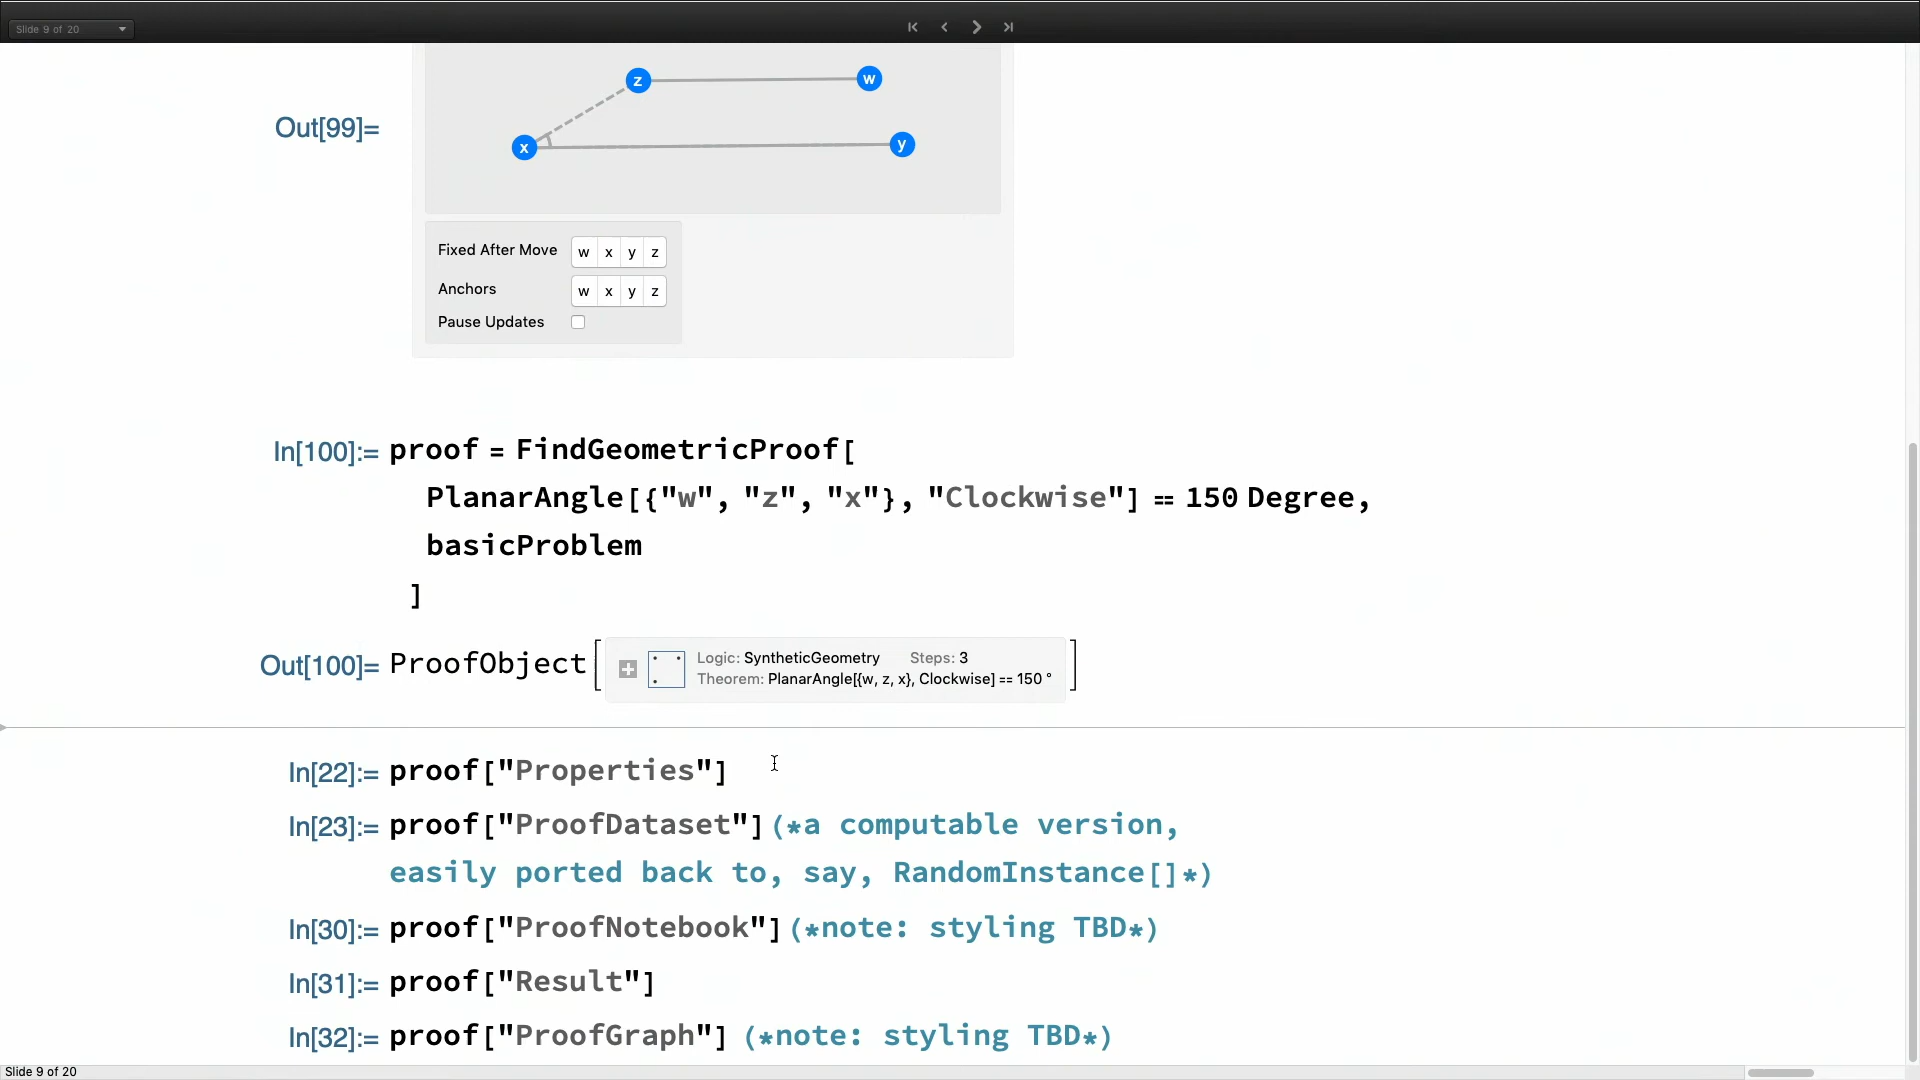 Slide 9 of 20
z
w
Out[99]=
x
y
Fixed After Move w x y z
Anchors w x y z
Pause Updates
In[100]:= proof = FindGeometricProof[
PlanarAngle[{"w", "z", "x"}, "Clockwise"] == 150 Degree,
basicProblem
]
Out[100]= ProofObject[
Logic: SyntheticGeometry Steps: 3
Theorem: PlanarAngle[{w, z, x}, Clockwise] == 150 °
]
In[22]:= proof["Properties"]
In[23]:= proof["ProofDataset"] (*a computable version,
easily ported back to, say, RandomInstance[]*)
In[30]:= proof["ProofNotebook"] (*note: styling TBD*)
In[31]:= proof["Result"]
In[32]:= proof["ProofGraph"] (*note: styling TBD*)
Slide 9 of 20